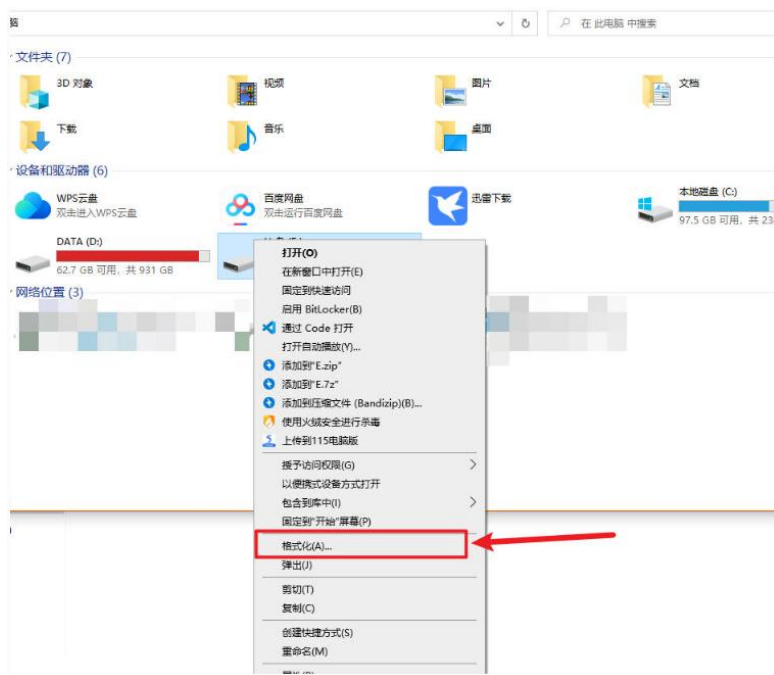 脑
在 此电脑 中搜索
文件夹 (7)
3D 对象
视频
图片
文档
下载
音乐
桌面
设备和驱动器 (6)
WPS云盘
双击进入WPS云盘
百度网盘
双击运行百度网盘
迅雷下载
本地磁盘 (C:)
97.5 GB 可用，共 23
DATA (D:)
62.7 GB 可用，共 931 GB
网络位置 (3)
打开(O)
在新窗口中打开(E)
固定到快速访问
启用 BitLocker(B)
通过 Code 打开
打开自动播放(Y)...
添加到"E.zip"
添加到"E.7z"
添加到压缩文件 (Bandizip)(B)...
使用火绒安全进行杀毒
上传到115电脑版
授予访问权限(G)
以便携式设备方式打开
包含到库中(I)
固定到"开始"屏幕(P)
格式化(A)...
弹出(J)
剪切(T)
复制(C)
创建快捷方式(S)
重命名(M)